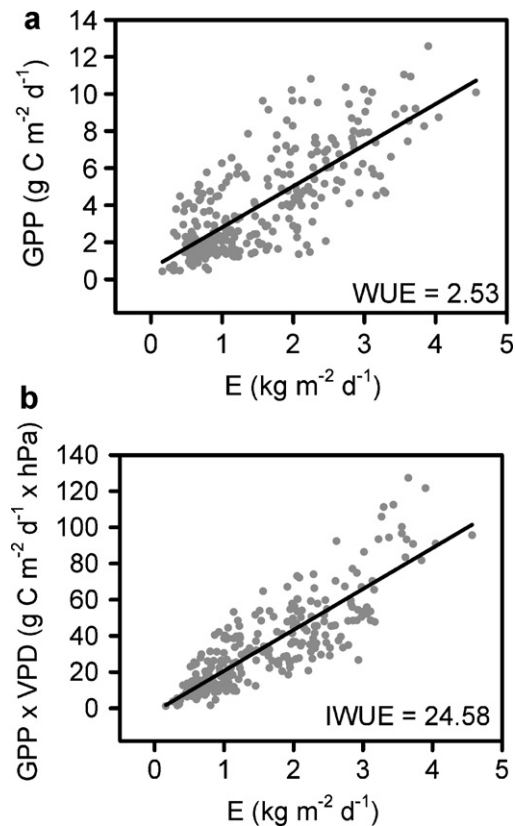 a
14
12
10
8
6
4
2
0
GPP (g C m⁻² d⁻¹)
WUE = 2.53
0 1 2 3 4 5
E (kg m⁻² d⁻¹)
b
140
120
100
80
60
40
20
0
GPP x VPD (g C m⁻² d⁻¹ x hPa)
IWUE = 24.58
0 1 2 3 4 5
E (kg m⁻² d⁻¹)